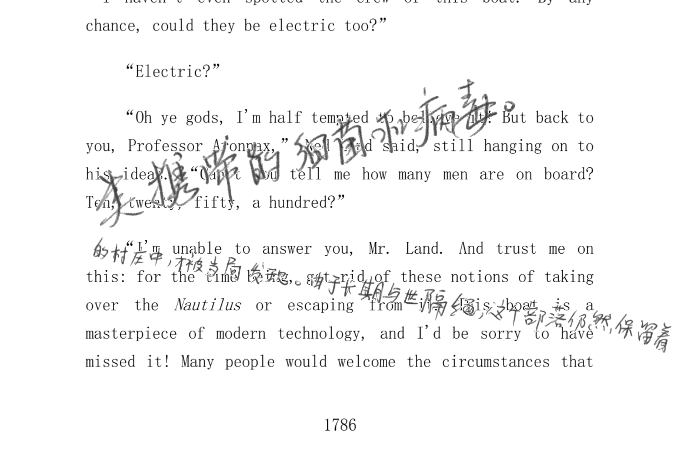 "I haven't even spotted the crew of this boat. By any
chance, could they be electric too?”
“Electric?”
“Oh ye gods, I'm half tempted to believe it! But back to
you, Professor Aronnax,” Ned Land said, still hanging on to
his ideas. “Can't you tell me how many men are on board?
Ten, twenty, fifty, a hundred?”
携带的细菌和病毒。
“I'm unable to answer you, Mr. Land. And trust me on
的村庄中,才被当局发现。由于长期与世隔绝,这个部落仍然保留着
this: for the time being, get rid of these notions of taking
over the Nautilus or escaping from it. This boat is a
masterpiece of modern technology, and I'd be sorry to have
missed it! Many people would welcome the circumstances that
1786